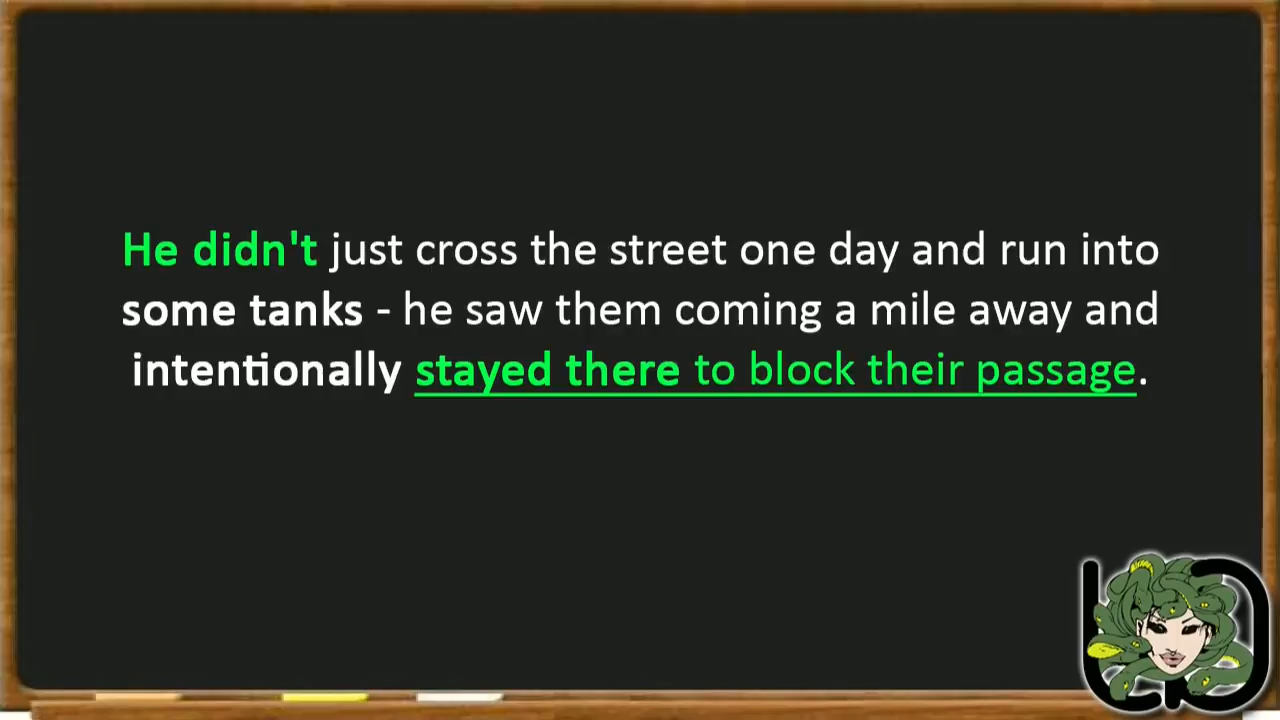 He didn't just cross the street one day and run into
some tanks - he saw them coming a mile away and
intentionally stayed there to block their passage.